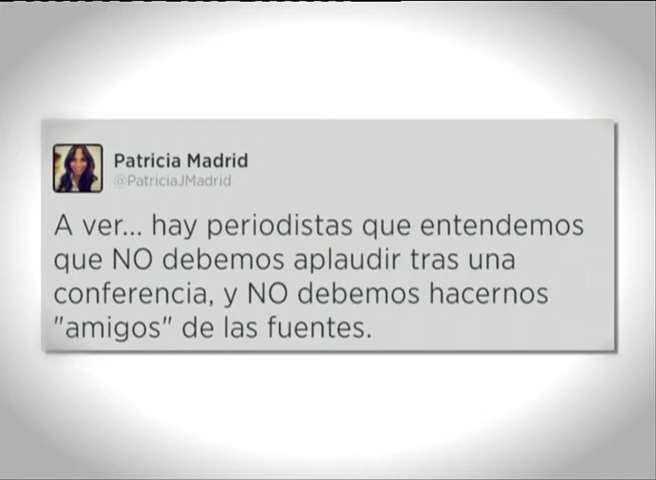 Patricia Madrid
@PatriciaJMadrid
A ver... hay periodistas que entendemos
que NO debemos aplaudir tras una
conferencia, y NO debemos hacernos
"amigos" de las fuentes.